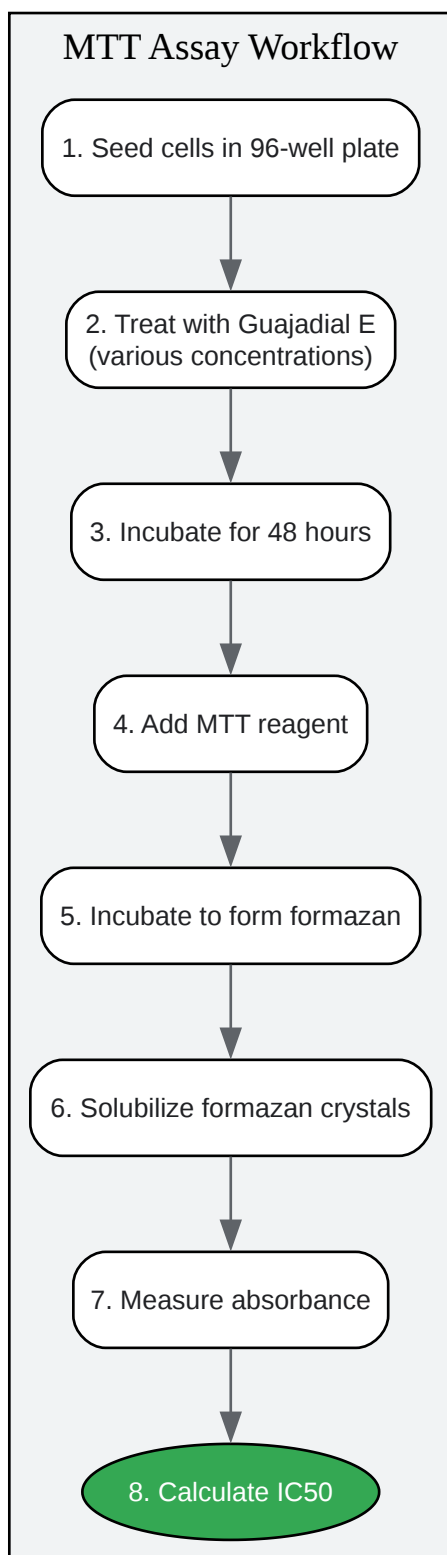 MTT Assay Workflow
1. Seed cells in 96-well plate
2. Treat with Guajadial E
(various concentrations)
3. Incubate for 48 hours
4. Add MTT reagent
5. Incubate to form formazan
6. Solubilize formazan crystals
7. Measure absorbance
8. Calculate IC50